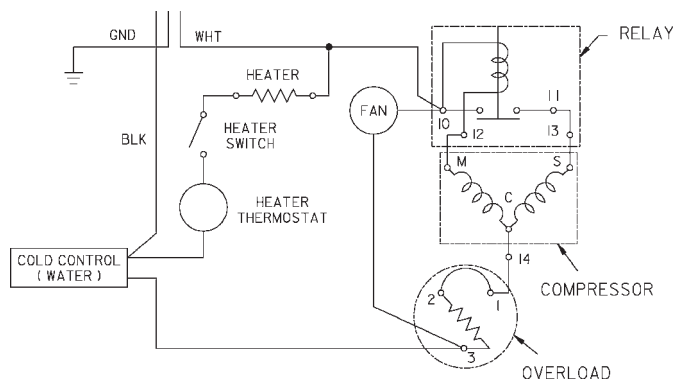 GND
WHT
RELAY
HEATER
FAN
10
12
11
13
BLK
HEATER
SWITCH
M
S
C
HEATER
THERMOSTAT
14
COLD CONTROL
( WATER )
COMPRESSOR
2
1
3
OVERLOAD